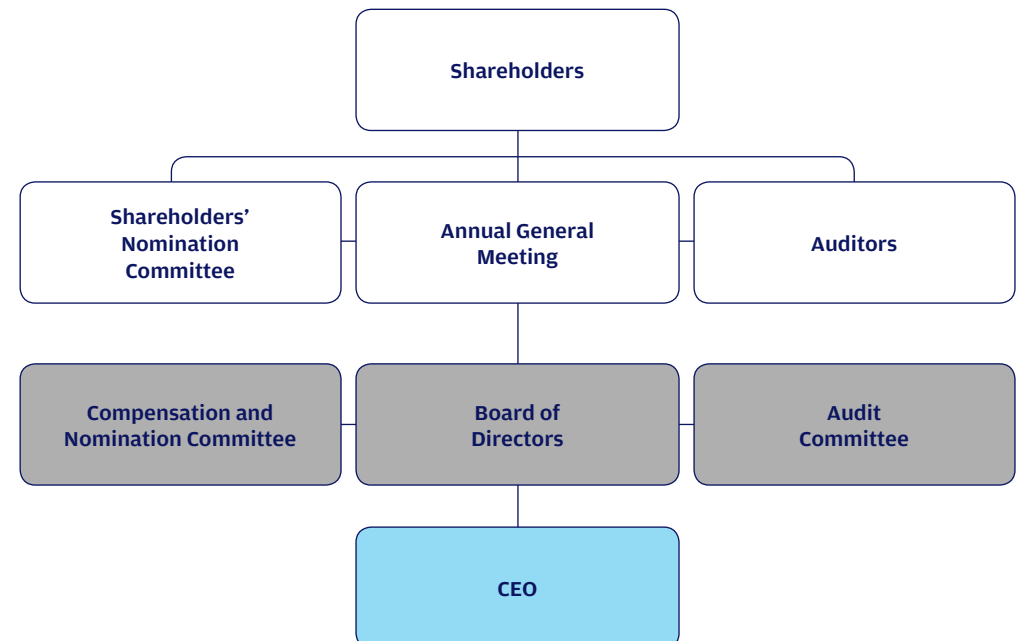 Shareholders
Shareholders’
Nomination
Committee
Annual General
Meeting
Auditors
Compensation and
Nomination Committee
Board of
Directors
Audit
Committee
CEO